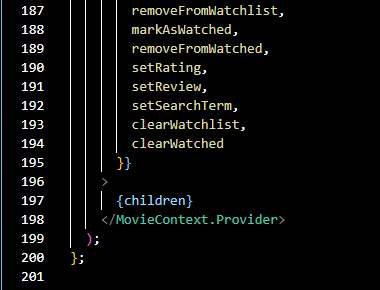 187 removeFromWatchlist,
188 markAsWatched,
189 removeFromWatched,
190 setRating,
191 setReview,
192 setSearchTerm,
193 clearWatchlist,
194 clearWatched
195 }}
196 >
197 {children}
198 </MovieContext.Provider>
199 );
200 };
201